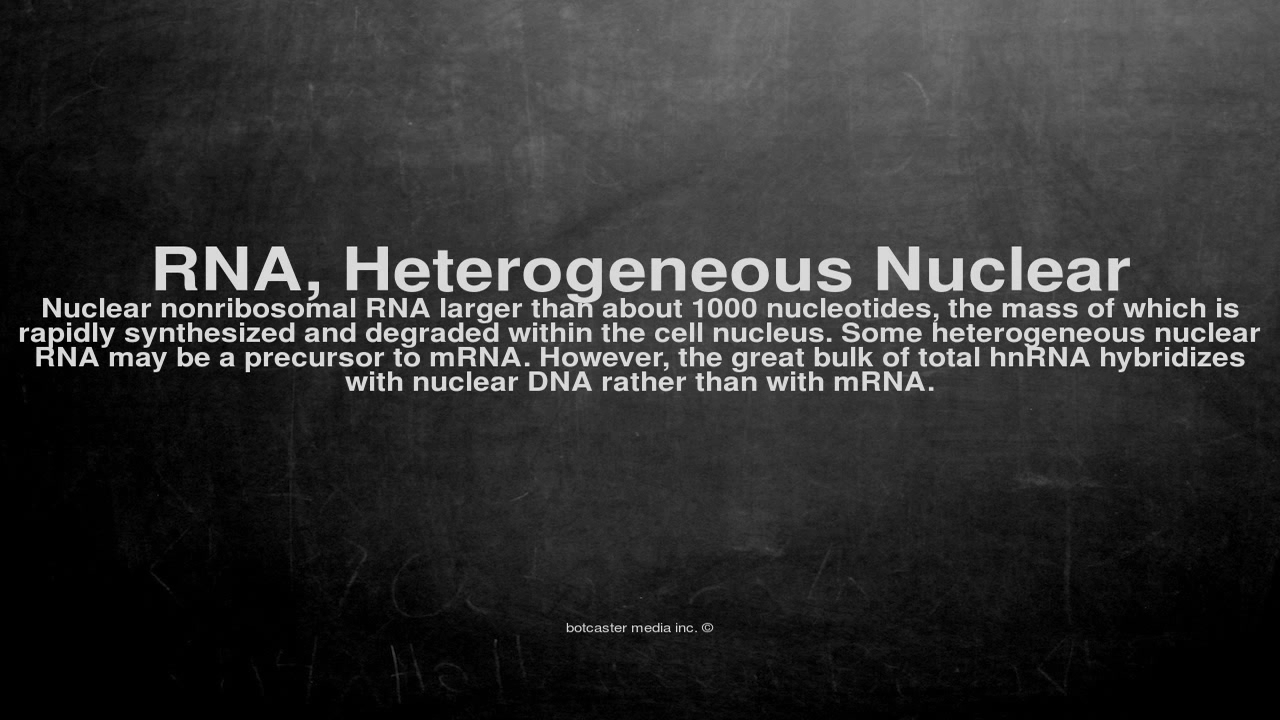 RNA, Heterogeneous Nuclear
Nuclear nonribosomal RNA larger than about 1000 nucleotides, the mass of which is
rapidly synthesized and degraded within the cell nucleus. Some heterogeneous nuclear
RNA may be a precursor to mRNA. However, the great bulk of total hnRNA hybridizes
with nuclear DNA rather than with mRNA.
botcaster media inc. ©